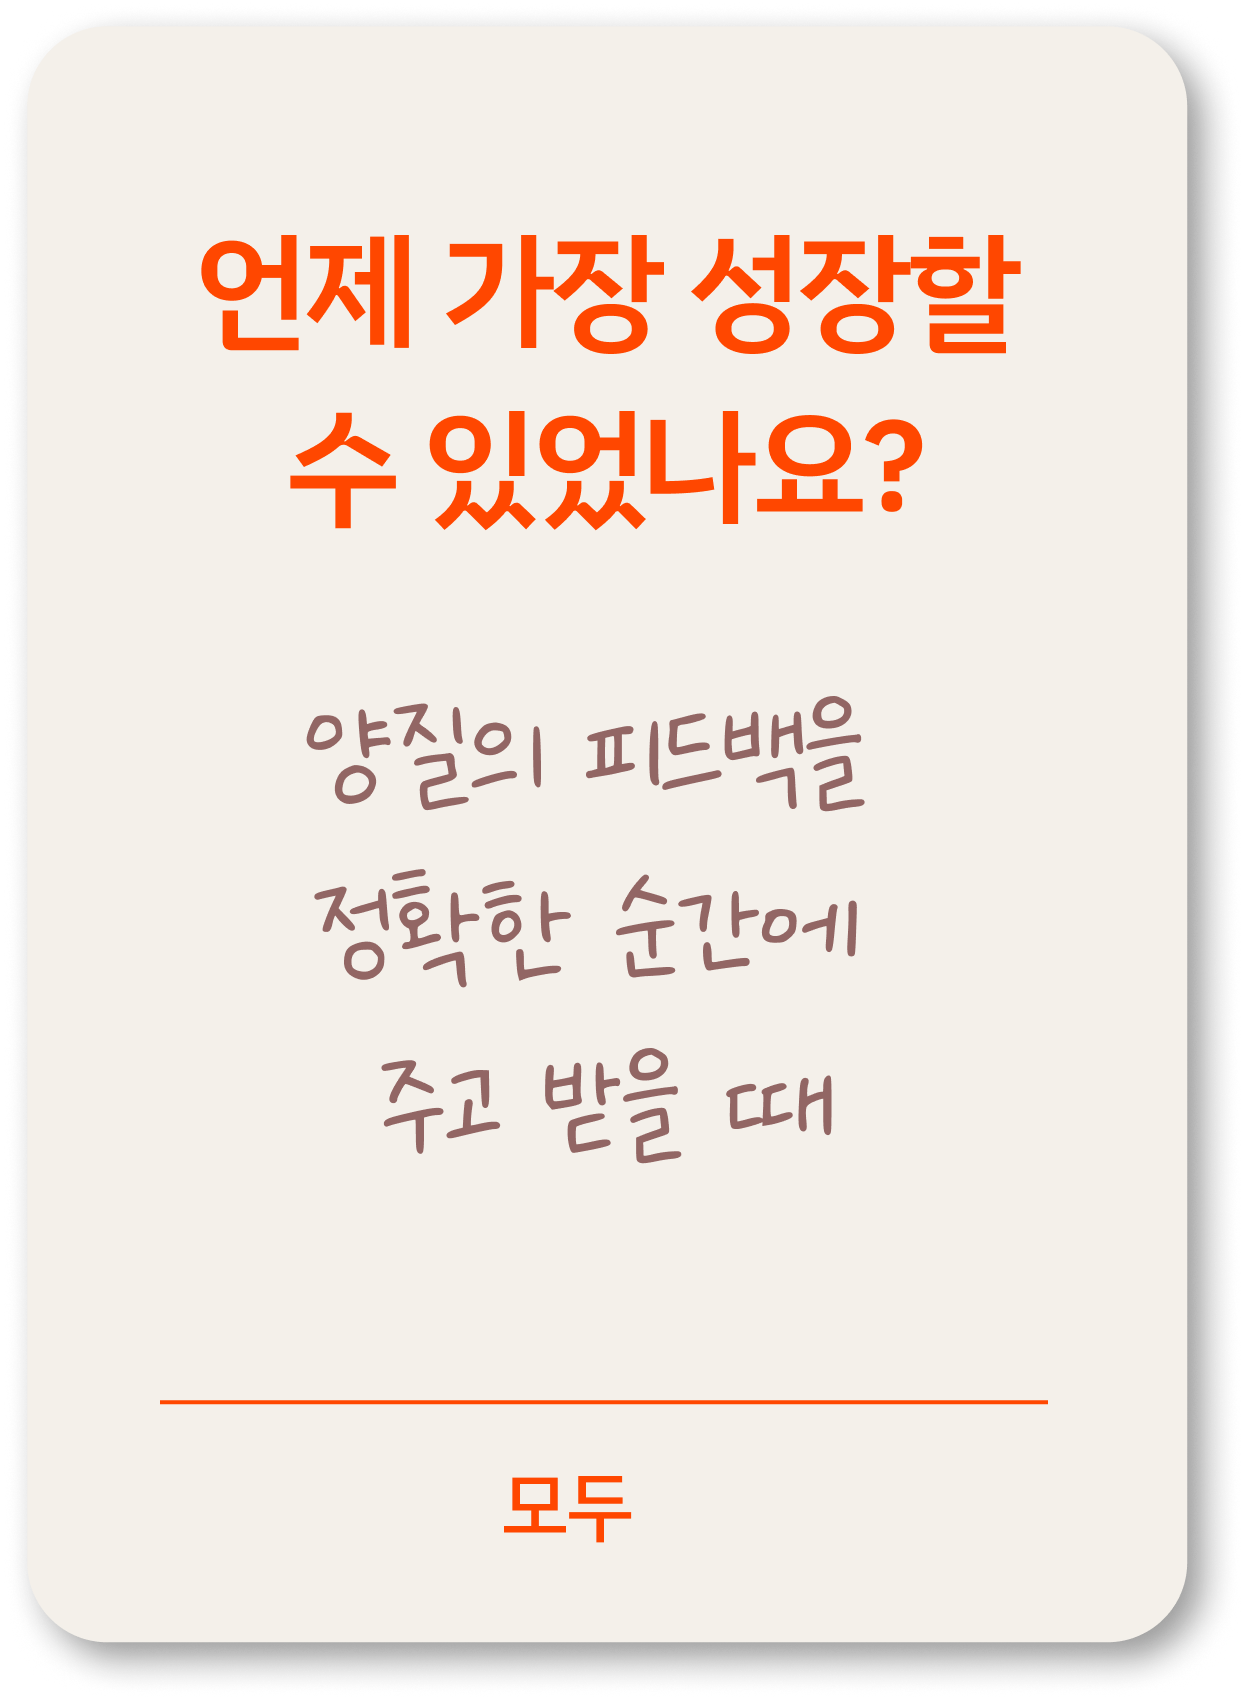 언제 가장 성장할
수 있었나요?
양질의 피드백을
정확한 순간에
주고 받을 때
모두